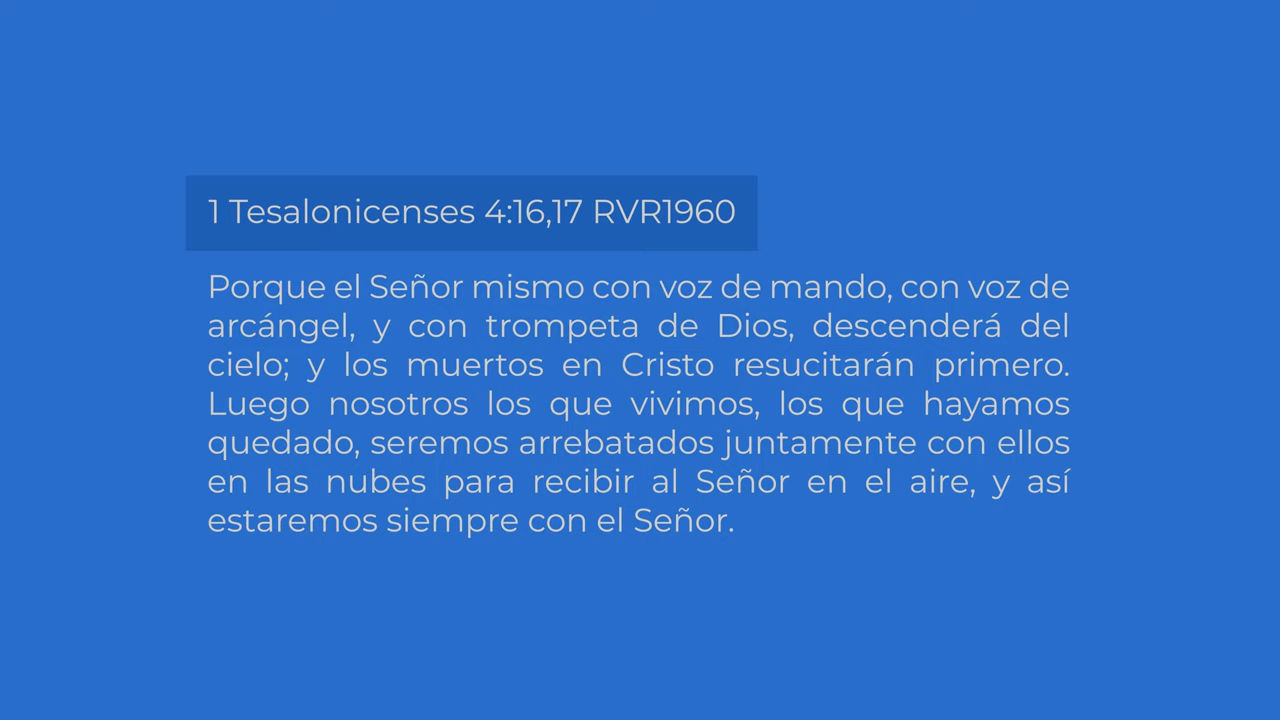 1 Tesalonicenses 4:16,17 RVR1960
Porque el Señor mismo con voz de mando, con voz de
arcángel, y con trompeta de Dios, descenderá del
cielo; y los muertos en Cristo resucitarán primero.
Luego nosotros los que vivimos, los que hayamos
quedado, seremos arrebatados juntamente con ellos
en las nubes para recibir al Señor en el aire, y así
estaremos siempre con el Señor.